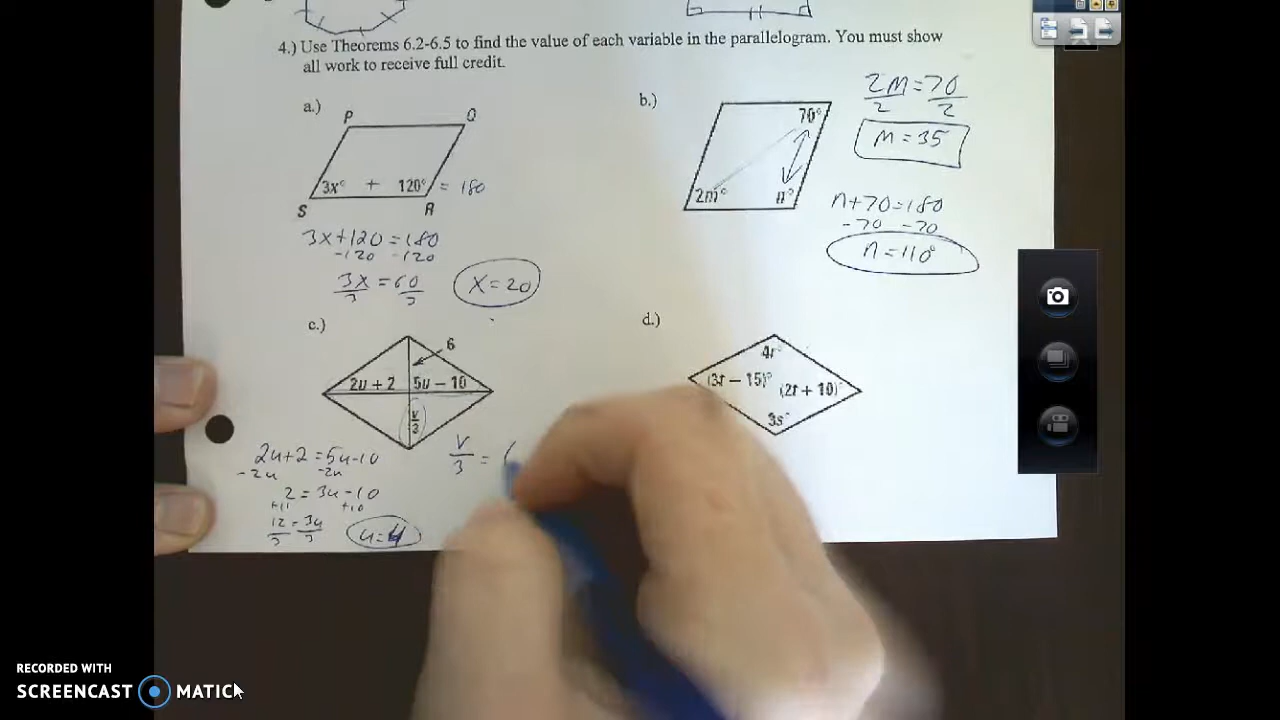 4.) Use Theorems 6.2-6.5 to find the value of each variable in the parallelogram. You must show
all work to receive full credit.
a.)
P
Q
3x° + 120° = 180
S
R
3x+120 = 180
-120 -120
3x = 60
3 3
x = 20
b.)
70°
2m° n°
2m = 70
2 2
m = 35
n+70 = 180
-70 -70
n = 110°
c.)
6
2u + 2 5u - 10
v
3
2u+2 = 5u-10
-2u -2u
2 = 3u-10
+10
12 = 3u
3 3
u = 4
v
3 =
d.)
4r°
(3t - 15)° (2t + 10)°
3s°
RECORDED WITH
SCREENCAST MATIC